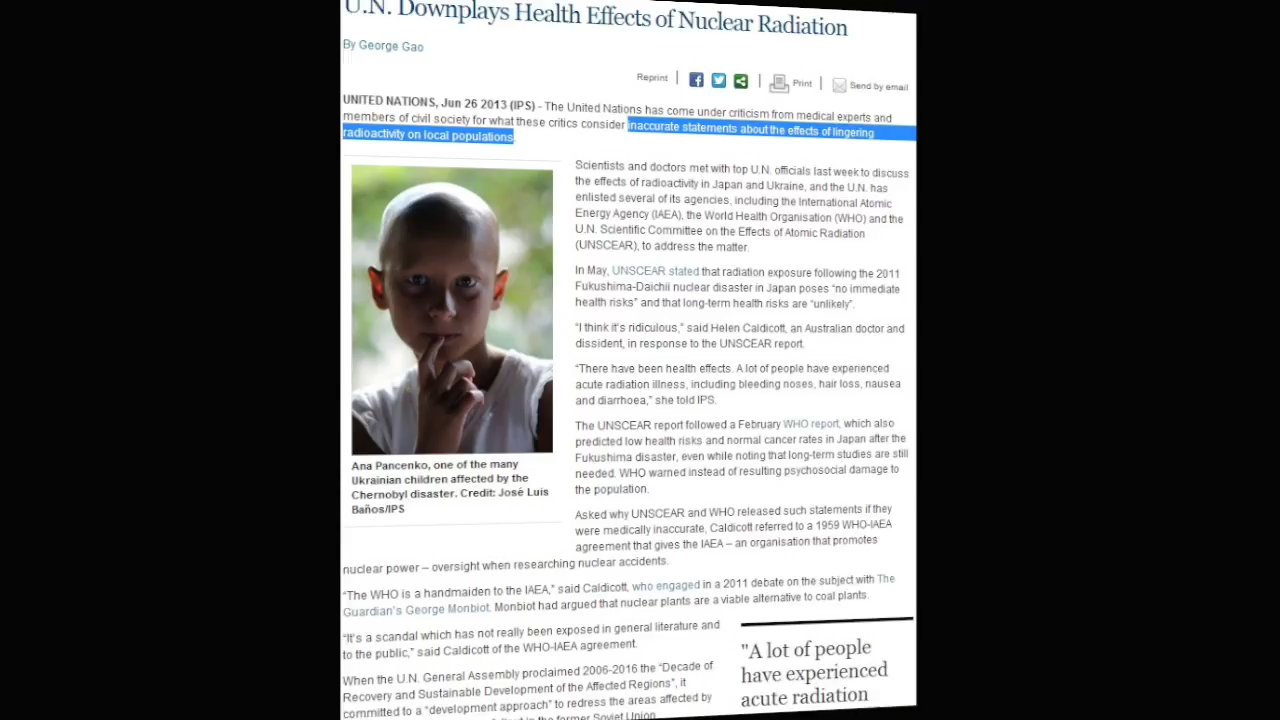 U.N. Downplays Health Effects of Nuclear Radiation
By George Gao
Reprint | | Print | Send by email
UNITED NATIONS, Jun 26 2013 (IPS) - The United Nations has come under criticism from medical experts and
members of civil society for what these critics consider inaccurate statements about the effects of lingering
radioactivity on local populations.
Scientists and doctors met with top U.N. officials last week to discuss
the effects of radioactivity in Japan and Ukraine, and the U.N. has
enlisted several of its agencies, including the International Atomic
Energy Agency (IAEA), the World Health Organisation (WHO) and the
U.N. Scientific Committee on the Effects of Atomic Radiation
(UNSCEAR), to address the matter.
In May, UNSCEAR stated that radiation exposure following the 2011
Fukushima-Daichii nuclear disaster in Japan poses "no immediate
health risks" and that long-term health risks are "unlikely".
"I think it's ridiculous," said Helen Caldicott, an Australian doctor and
dissident, in response to the UNSCEAR report.
"There have been health effects. A lot of people have experienced
acute radiation illness, including bleeding noses, hair loss, nausea
and diarrhoea," she told IPS.
The UNSCEAR report followed a February WHO report, which also
predicted low health risks and normal cancer rates in Japan after the
Fukushima disaster, even while noting that long-term studies are still
needed. WHO warned instead of resulting psychosocial damage to
the population.
Ana Pancenko, one of the many
Ukrainian children affected by the
Chernobyl disaster. Credit: José Luis
Baños/IPS
Asked why UNSCEAR and WHO released such statements if they
were medically inaccurate, Caldicott referred to a 1959 WHO-IAEA
agreement that gives the IAEA – an organisation that promotes
nuclear power – oversight when researching nuclear accidents.
"The WHO is a handmaiden to the IAEA," said Caldicott, who engaged in a 2011 debate on the subject with The
Guardian's George Monbiot. Monbiot had argued that nuclear plants are a viable alternative to coal plants.
"It's a scandal which has not really been exposed in general literature and
to the public," said Caldicott of the WHO-IAEA agreement.
When the U.N. General Assembly proclaimed 2006-2016 the "Decade of
Recovery and Sustainable Development of the Affected Regions", it
committed to a "development approach" to redress the areas affected by
in the former Soviet Union
"A lot of people
have experienced
acute radiation